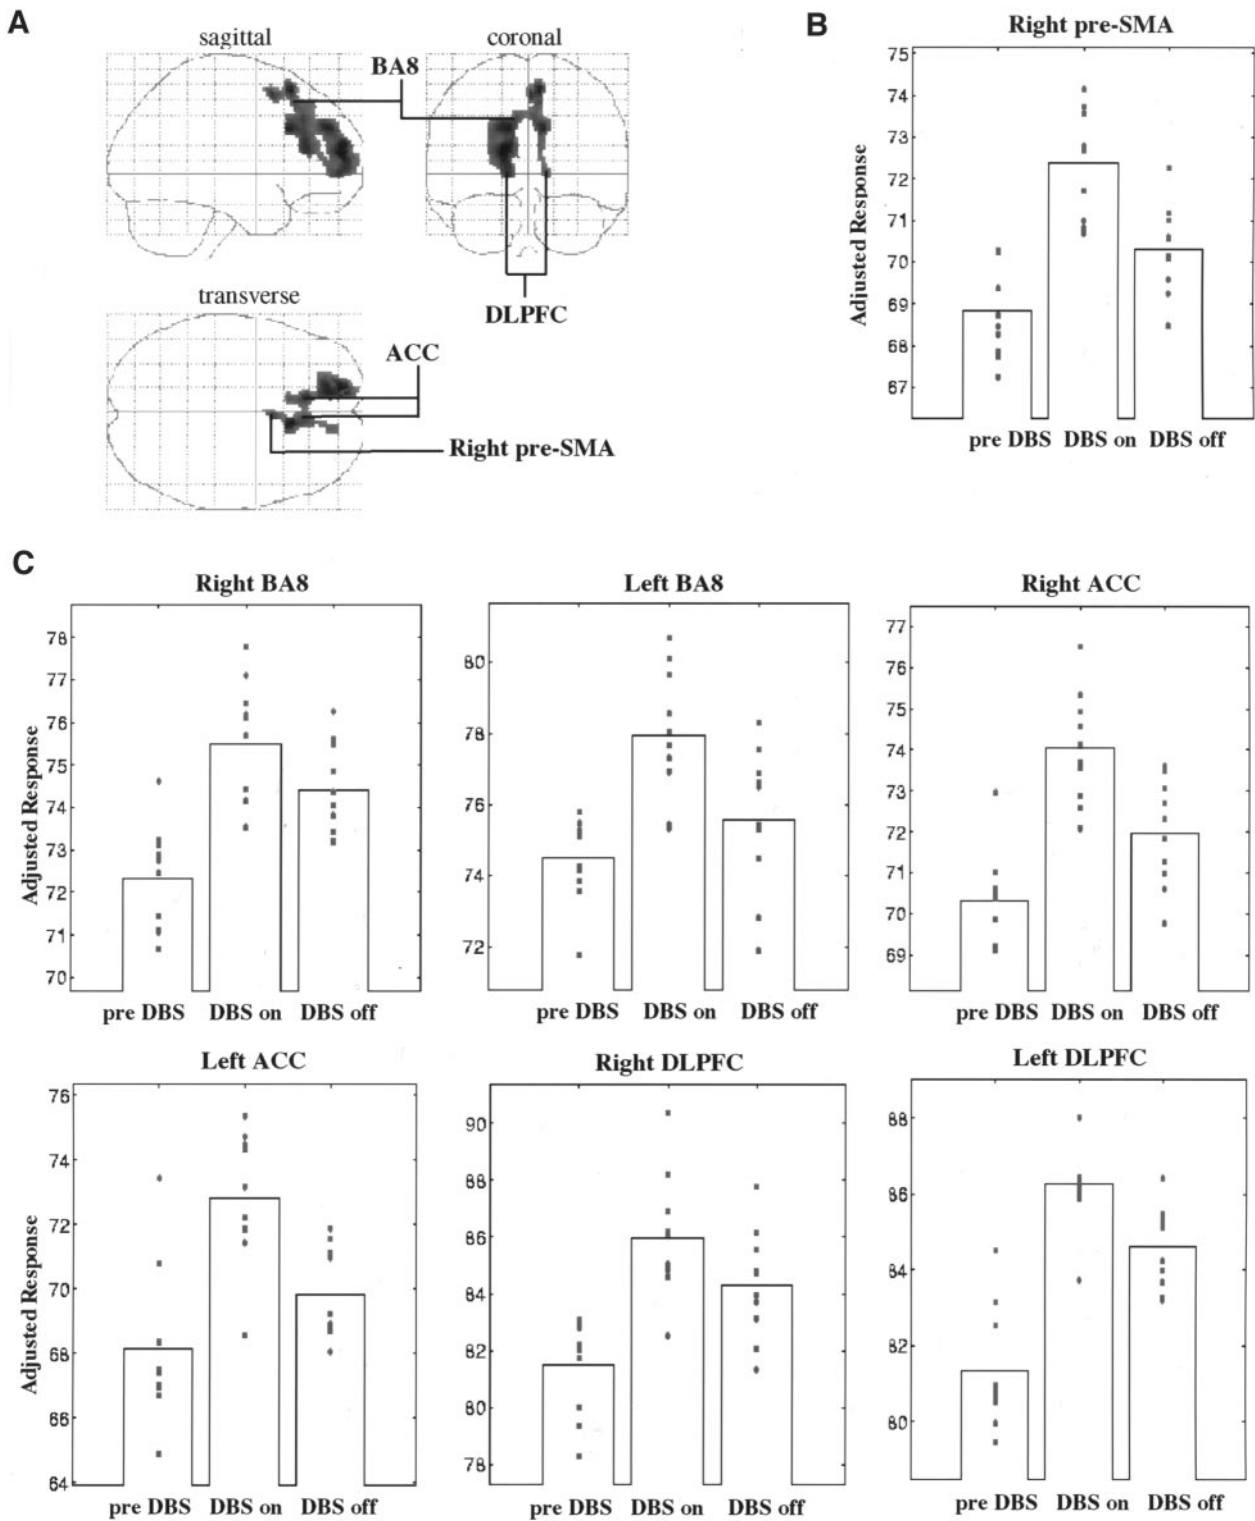 A
sagittal
coronal
BA8
DLPFC
transverse
ACC
Right pre-SMA
B
Right pre-SMA
Adjusted Response
75
74
73
72
71
70
69
68
67
pre DBS DBS on DBS off
C
Right BA8
Adjusted Response
78
77
76
75
74
73
72
71
70
pre DBS DBS on DBS off
Left BA8
80
78
76
74
72
pre DBS DBS on DBS off
Right ACC
77
76
75
74
73
72
71
70
69
pre DBS DBS on DBS off
Left ACC
Adjusted Response
76
74
72
70
68
66
64
pre DBS DBS on DBS off
Right DLPFC
90
88
86
84
82
80
78
pre DBS DBS on DBS off
Left DLPFC
88
86
84
82
80
pre DBS DBS on DBS off